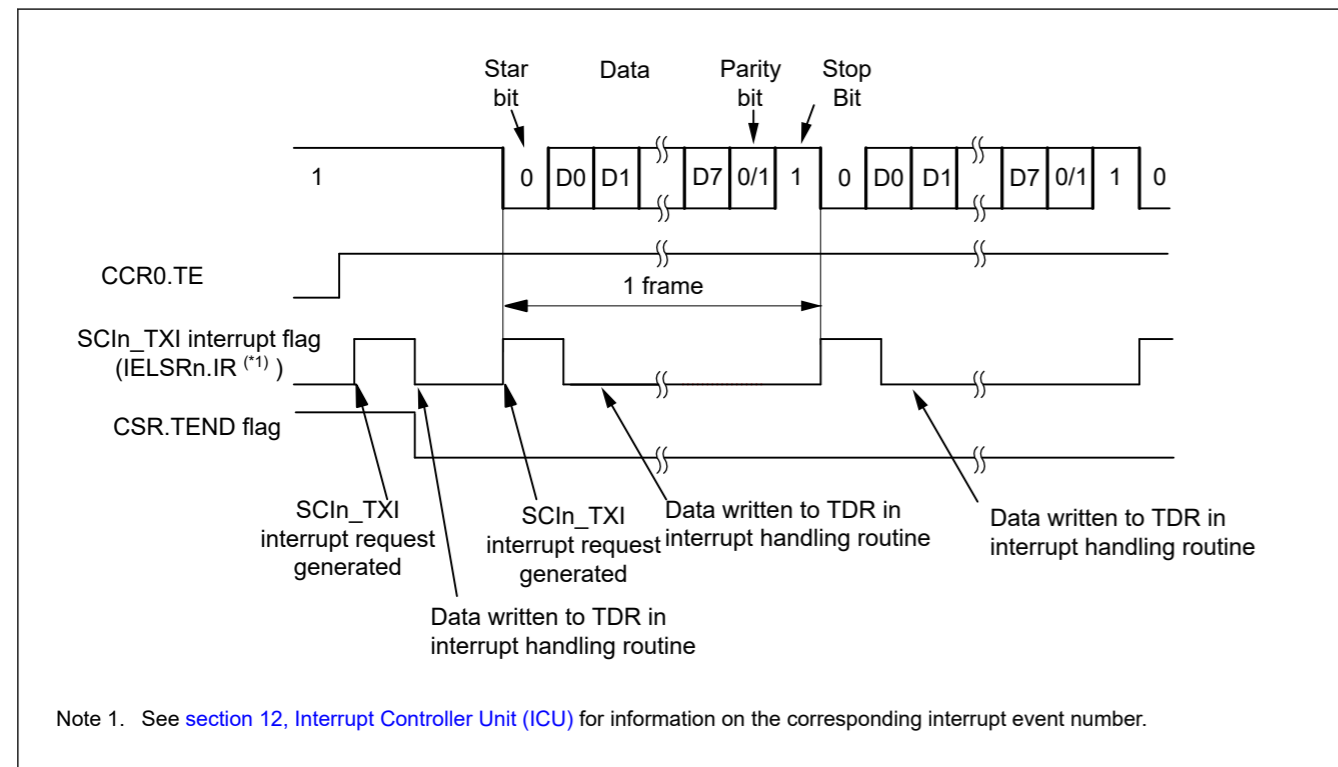 Star
bit
Data
Parity
bit
Stop
Bit
1
0 D0 D1 D7 0/1 1 0 D0 D1 D7 0/1 1 0
CCR0.TE
1 frame
SCIn_TXI interrupt flag
(IELSRn.IR (*1) )
CSR.TEND flag
SCIn_TXI
interrupt request
generated
Data written to TDR in
interrupt handling routine
SCIn_TXI
interrupt request
generated
Data written to TDR in
interrupt handling routine
Data written to TDR in
interrupt handling routine
Note 1. See section 12, Interrupt Controller Unit (ICU) for information on the corresponding interrupt event number.